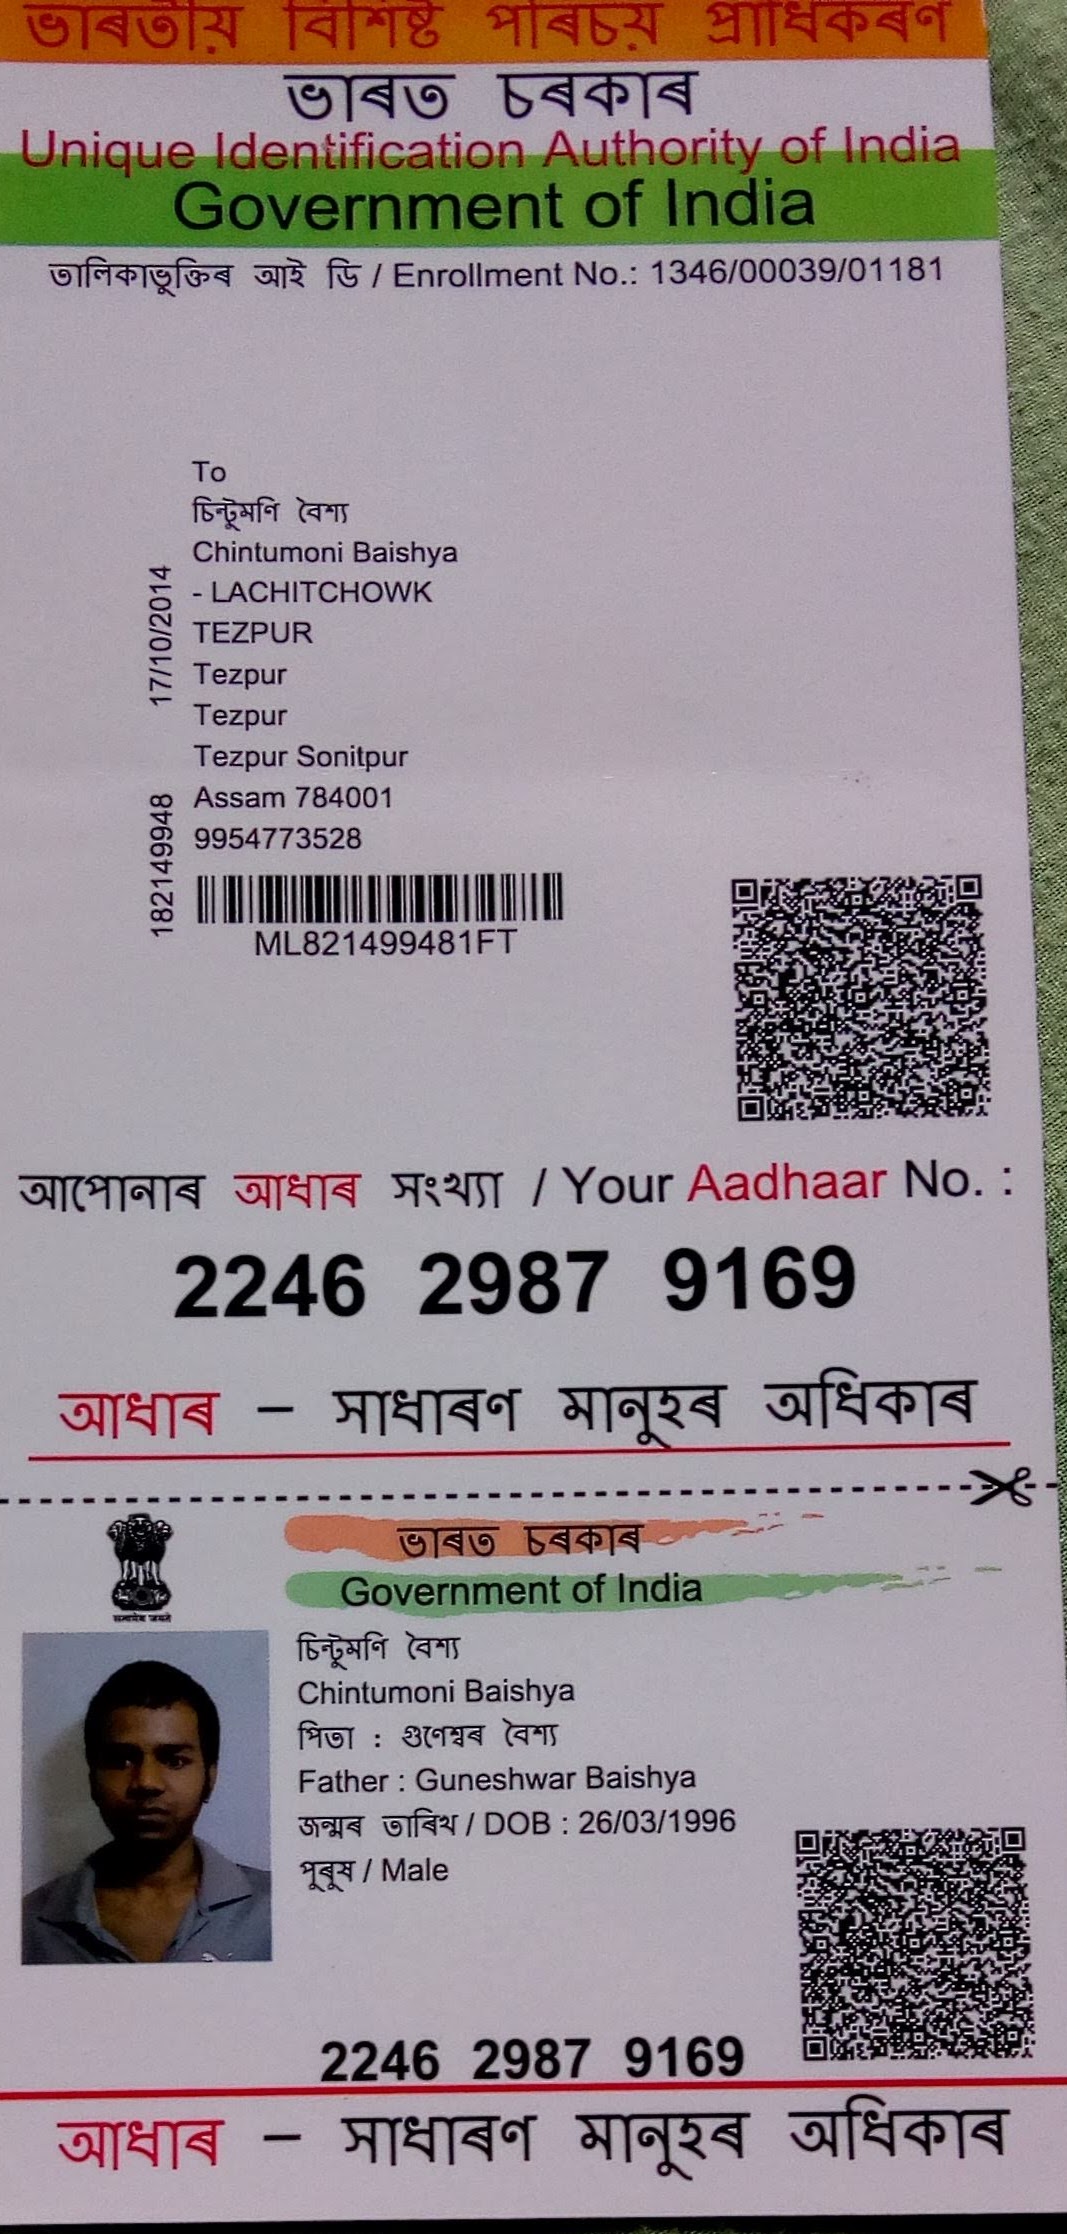 ভাৰতীয় বিশিষ্ট পৰিচয় প্ৰাধিকৰণ
ভাৰত চৰকাৰ
Unique Identification Authority of India
Government of India
তালিকাভুক্তিৰ আই ডি / Enrollment No.: 1346/00039/01181
To
চিন্টুমণি বৈশ্য
Chintumoni Baishya
- LACHITCHOWK
TEZPUR
Tezpur
Tezpur
Tezpur Sonitpur
Assam 784001
9954773528
17/10/2014
182149948
ML821499481FT
আপোনাৰ আধাৰ সংখ্যা / Your Aadhaar No. :
2246 2987 9169
আধাৰ – সাধাৰণ মানুহৰ অধিকাৰ
ভাৰত চৰকাৰ
Government of India
सत्यमेव जयते
চিন্টুমণি বৈশ্য
Chintumoni Baishya
পিতা : গুণেশ্বৰ বৈশ্য
Father : Guneshwar Baishya
জন্মৰ তাৰিখ / DOB : 26/03/1996
পুৰুষ / Male
2246 2987 9169
আধাৰ – সাধাৰণ মানুহৰ অধিকাৰ